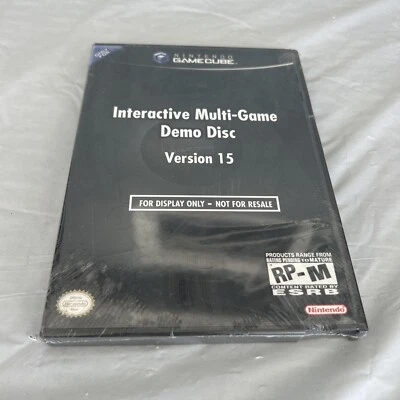 NINTENDO
GAMECUBE
Interactive Multi-Game
Demo Disc
Version 15
FOR DISPLAY ONLY – NOT FOR RESALE
PRODUCTS RANGE FROM
RATING PENDING TO MATURE
RP-M
CONTENT RATED BY
ESRB
Nintendo